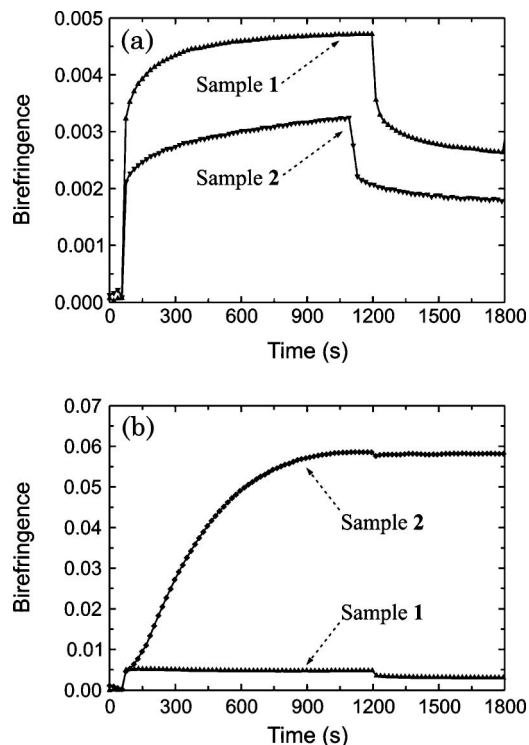 (a)
0.005
0.004
0.003
0.002
0.001
0.000
Birefringence
Sample 1
Sample 2
0 300 600 900 1200 1500 1800
Time (s)
(b)
0.07
0.06
0.05
0.04
0.03
0.02
0.01
0.00
Birefringence
Sample 2
Sample 1
0 300 600 900 1200 1500 1800
Time (s)